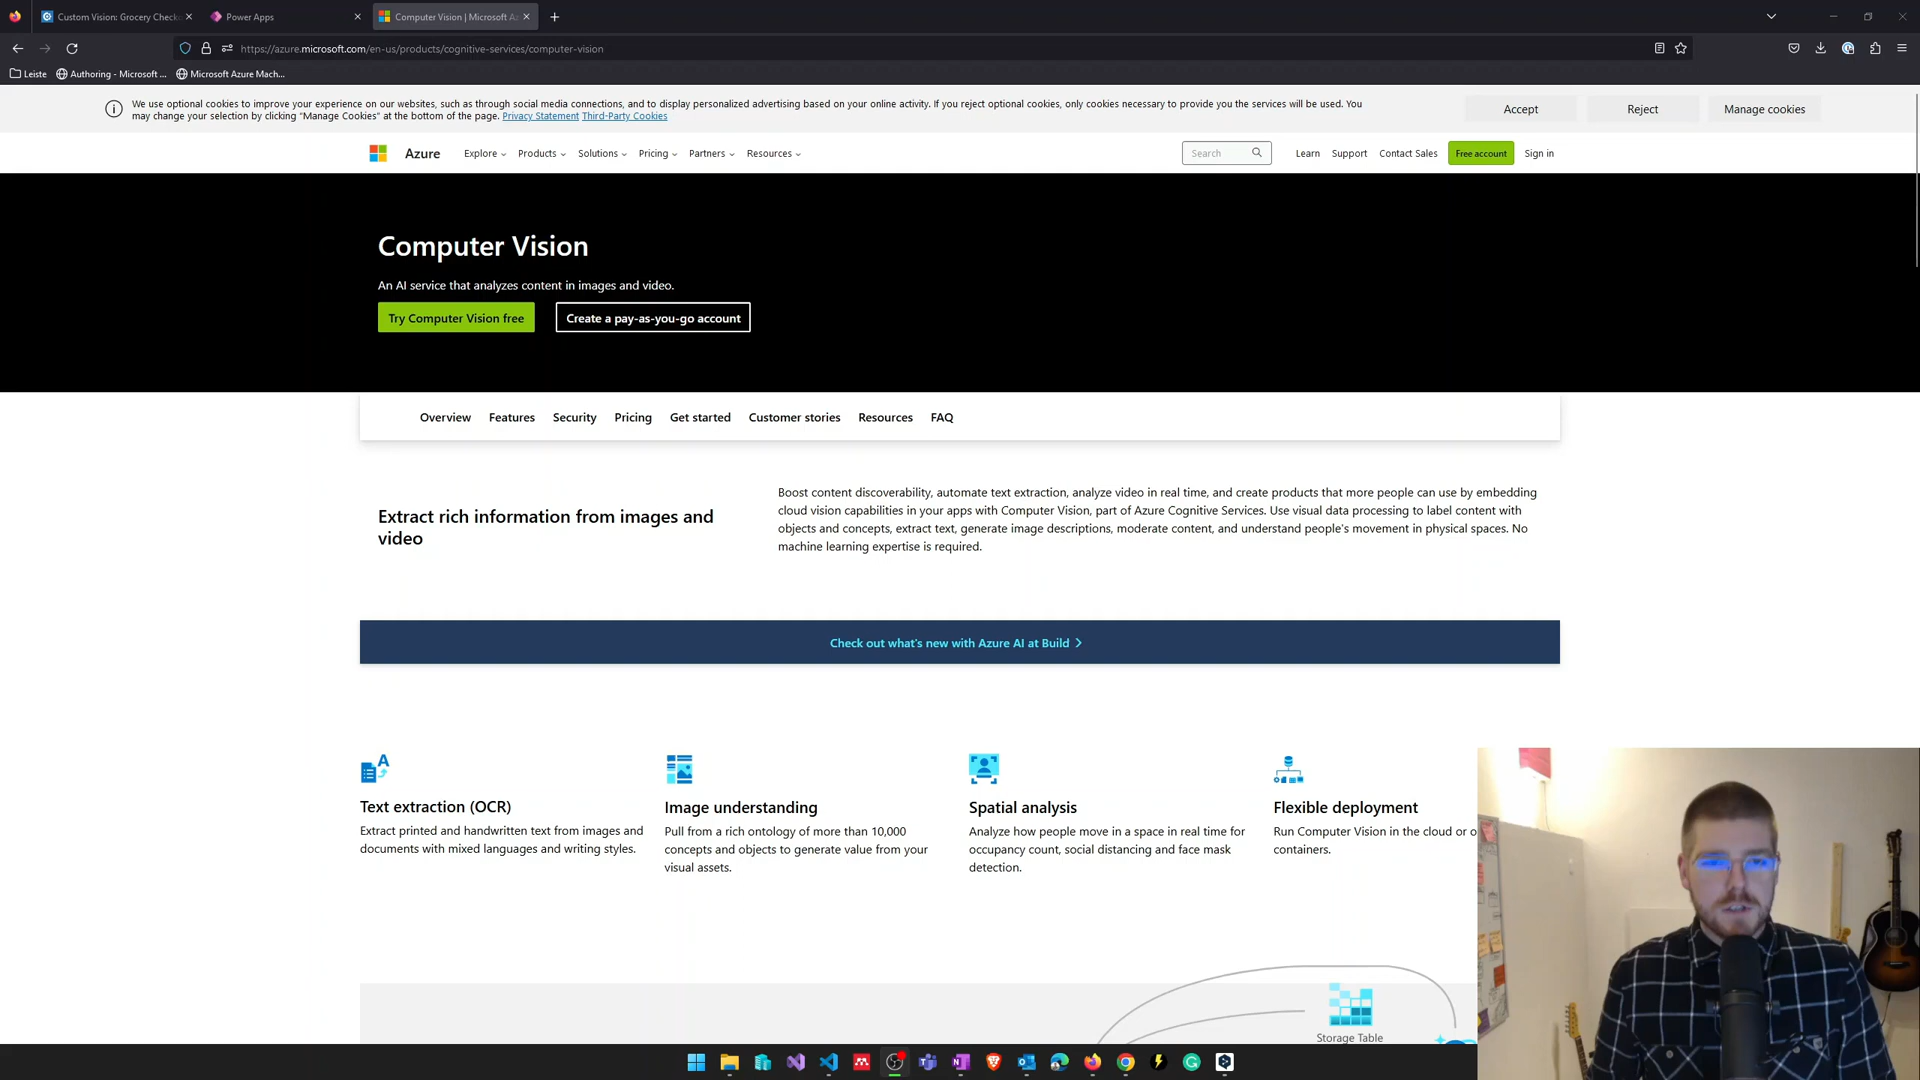 Custom Vision: Grocery Checko
Power Apps
Computer Vision | Microsoft Az
https://azure.microsoft.com/en-us/products/cognitive-services/computer-vision
Leiste
Authoring - Microsoft ...
Microsoft Azure Mach...
We use optional cookies to improve your experience on our websites, such as through social media connections, and to display personalized advertising based on your online activity. If you reject optional cookies, only cookies necessary to provide you the services will be used. You
may change your selection by clicking "Manage Cookies" at the bottom of the page. Privacy Statement Third-Party Cookies
Accept
Reject
Manage cookies
Azure
Explore
Products
Solutions
Pricing
Partners
Resources
Search
Learn
Support
Contact Sales
Free account
Sign in
Computer Vision
An AI service that analyzes content in images and video.
Try Computer Vision free
Create a pay-as-you-go account
Overview
Features
Security
Pricing
Get started
Customer stories
Resources
FAQ
Extract rich information from images and
video
Boost content discoverability, automate text extraction, analyze video in real time, and create products that more people can use by embedding
cloud vision capabilities in your apps with Computer Vision, part of Azure Cognitive Services. Use visual data processing to label content with
objects and concepts, extract text, generate image descriptions, moderate content, and understand people's movement in physical spaces. No
machine learning expertise is required.
Check out what's new with Azure AI at Build
Text extraction (OCR)
Extract printed and handwritten text from images and
documents with mixed languages and writing styles.
Image understanding
Pull from a rich ontology of more than 10,000
concepts and objects to generate value from your
visual assets.
Spatial analysis
Analyze how people move in a space in real time for
occupancy count, social distancing and face mask
detection.
Flexible deployment
Run Computer Vision in the cloud or o
containers.
Storage Table